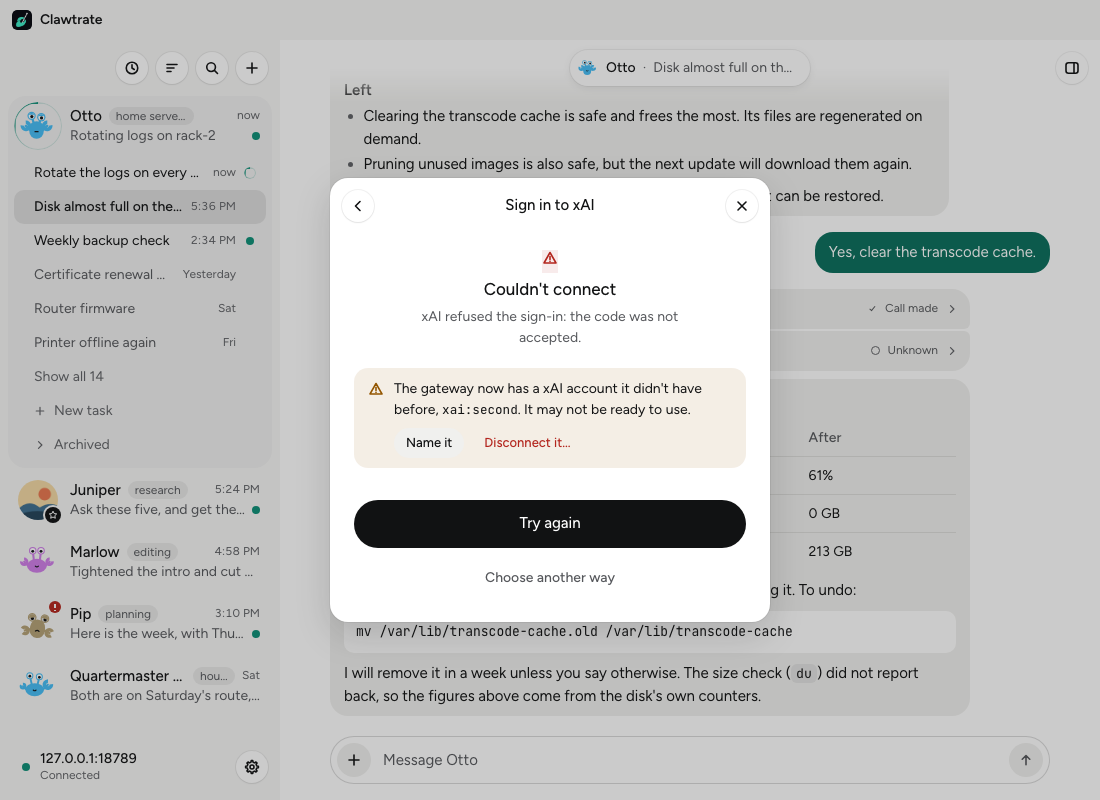 Clawtrate
Otto · Disk almost full on th...
Otto home serve... now
Rotating logs on rack-2
Rotate the logs on every ... now
Disk almost full on the... 5:36 PM
Weekly backup check 2:34 PM
Certificate renewal ... Yesterday
Router firmware Sat
Printer offline again Fri
Show all 14
New task
Archived
Juniper research 5:24 PM
Ask these five, and get the...
Marlow editing 4:58 PM
Tightened the intro and cut ...
Pip planning 3:10 PM
Here is the week, with Thu...
Quartermaster ... hou... Sat
Both are on Saturday's route,...
127.0.0.1:18789
Connected
Left
Clearing the transcode cache is safe and frees the most. Its files are regenerated on
demand.
Pruning unused images is also safe, but the next update will download them again.
can be restored.
Yes, clear the transcode cache.
Call made
Unknown
After
61%
0 GB
213 GB
it. To undo:
mv /var/lib/transcode-cache.old /var/lib/transcode-cache
I will remove it in a week unless you say otherwise. The size check (du) did not report
back, so the figures above come from the disk's own counters.
Message Otto
Sign in to xAI
Couldn't connect
xAI refused the sign-in: the code was not
accepted.
The gateway now has a xAI account it didn't have
before, xai:second. It may not be ready to use.
Name it Disconnect it...
Try again
Choose another way